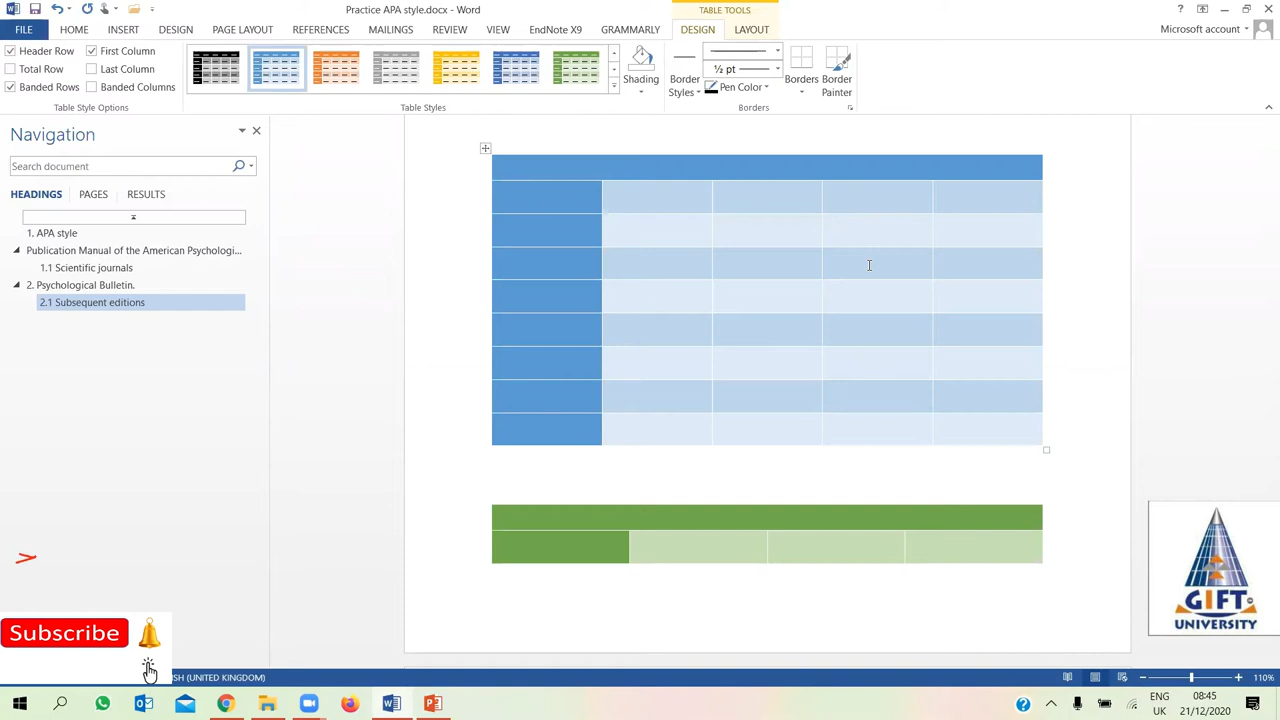 Practice APA style.docx - Word
TABLE TOOLS
FILE
HOME
INSERT
DESIGN
PAGE LAYOUT
REFERENCES
MAILINGS
REVIEW
VIEW
EndNote X9
GRAMMARLY
DESIGN
LAYOUT
Microsoft account
Header Row
First Column
Total Row
Last Column
Banded Rows
Banded Columns
Table Style Options
Table Styles
Shading
Border
Styles
½ pt
Pen Color
Borders
Border
Painter
Borders
Navigation
Search document
HEADINGS
PAGES
RESULTS
1. APA style
Publication Manual of the American Psychologi...
1.1 Scientific journals
2. Psychological Bulletin.
2.1 Subsequent editions
Subscribe
GIFT
UNIVERSITY
SH (UNITED KINGDOM)
110%
ENG
UK
08:45
21/12/2020